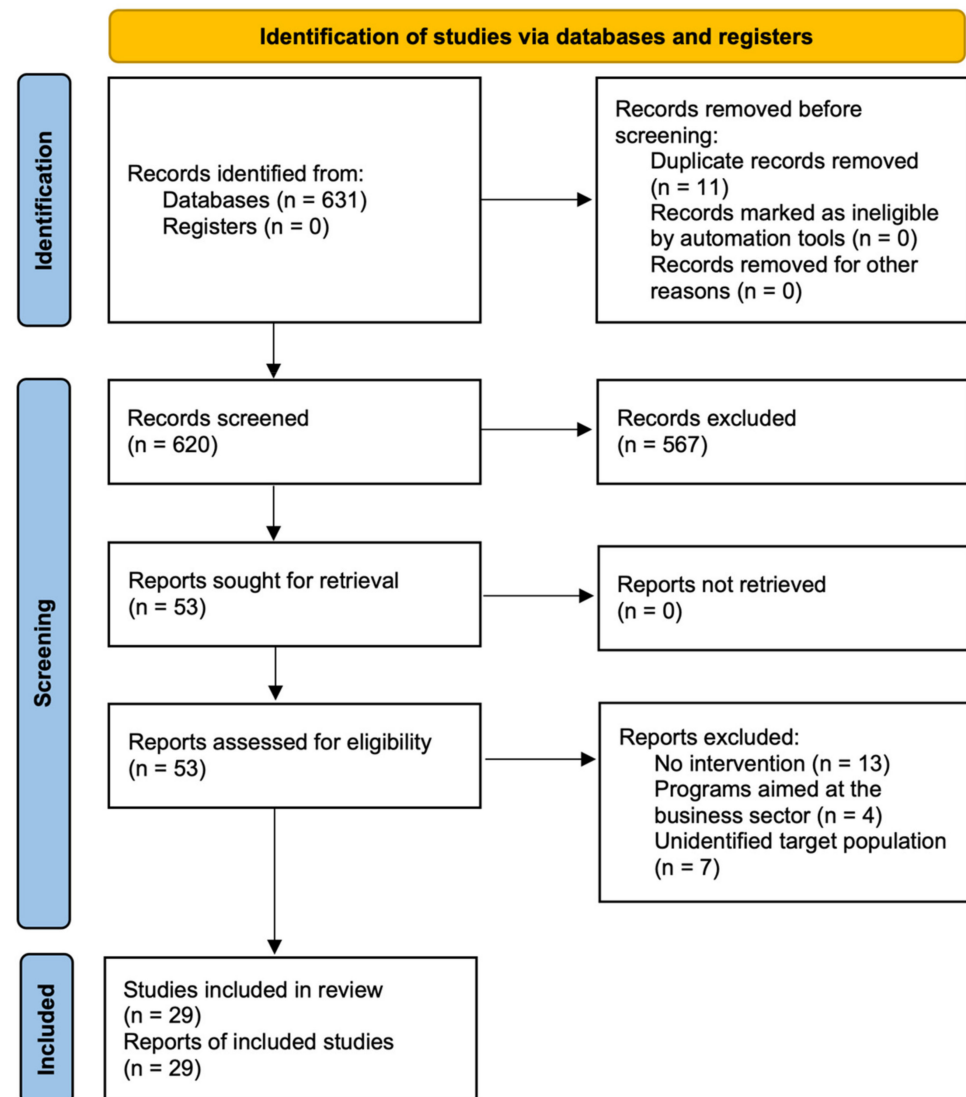 Identification of studies via databases and registers
Identification
Records identified from:
Databases (n = 631)
Registers (n = 0)
Records removed before
screening:
Duplicate records removed
(n = 11)
Records marked as ineligible
by automation tools (n = 0)
Records removed for other
reasons (n = 0)
Screening
Records screened
(n = 620)
Records excluded
(n = 567)
Reports sought for retrieval
(n = 53)
Reports not retrieved
(n = 0)
Reports assessed for eligibility
(n = 53)
Reports excluded:
No intervention (n = 13)
Programs aimed at the
business sector (n = 4)
Unidentified target population
(n = 7)
Included
Studies included in review
(n = 29)
Reports of included studies
(n = 29)